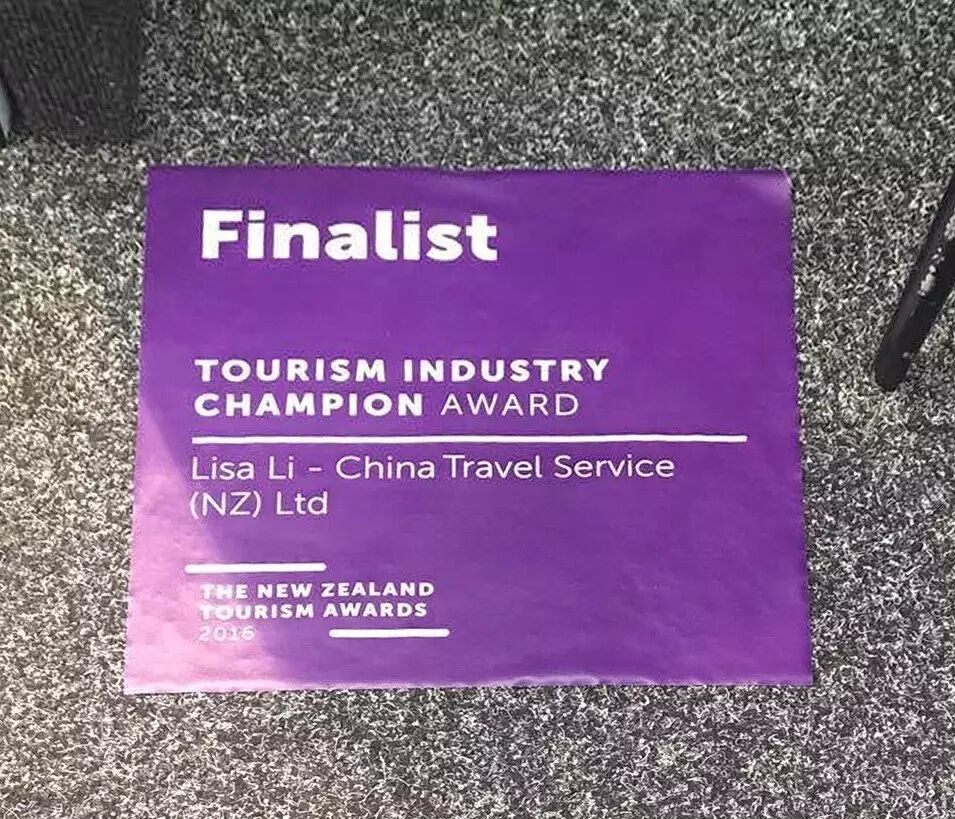 Finalist
TOURISM INDUSTRY
CHAMPION AWARD
Lisa Li - China Travel Service
(NZ) Ltd
THE NEW ZEALAND
TOURISM AWARDS
2016